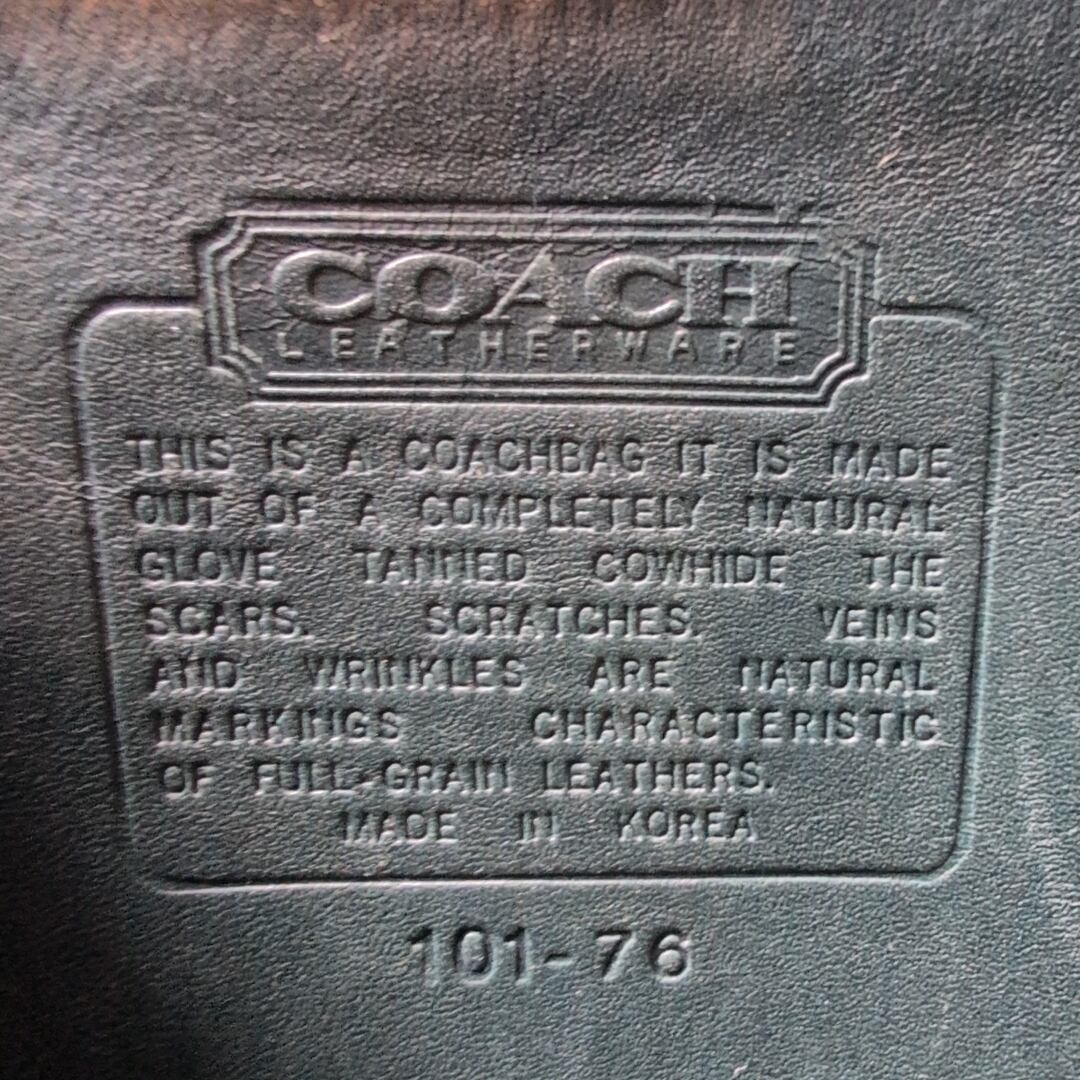 COACH
LEATHERWARE
THIS IS A COACHBAG IT IS MADE
OUT OF A COMPLETELY NATURAL
GLOVE TANNED COWHIDE THE
SCARS. SCRATCHES. VEINS
AND WRINKLES ARE NATURAL
MARKINGS CHARACTERISTIC
OF FULL-GRAIN LEATHERS.
MADE IN KOREA
101-76